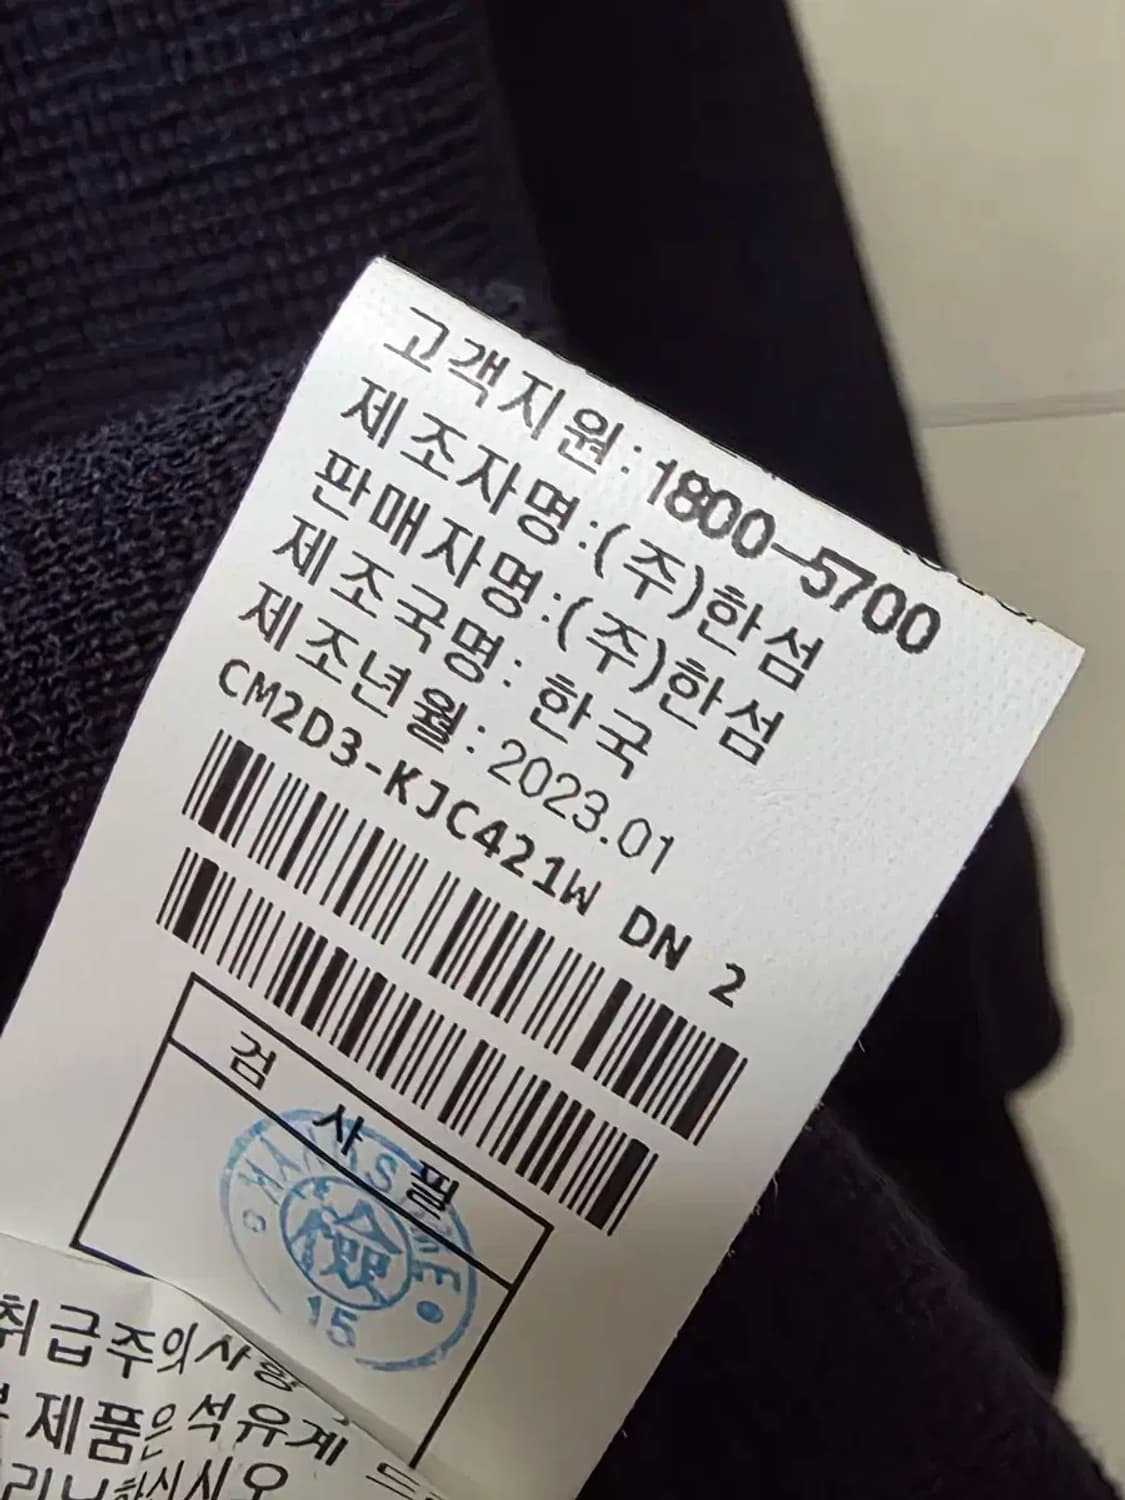 고객지원:1800-5700
제조자명:(주)한섬
판매자명:(주)한섬
제조국명: 한국
제조년월:2023.01
CM2D3-KJC421W DN 2
검 사 필
15
취급주의사항
제품은 석유계 드